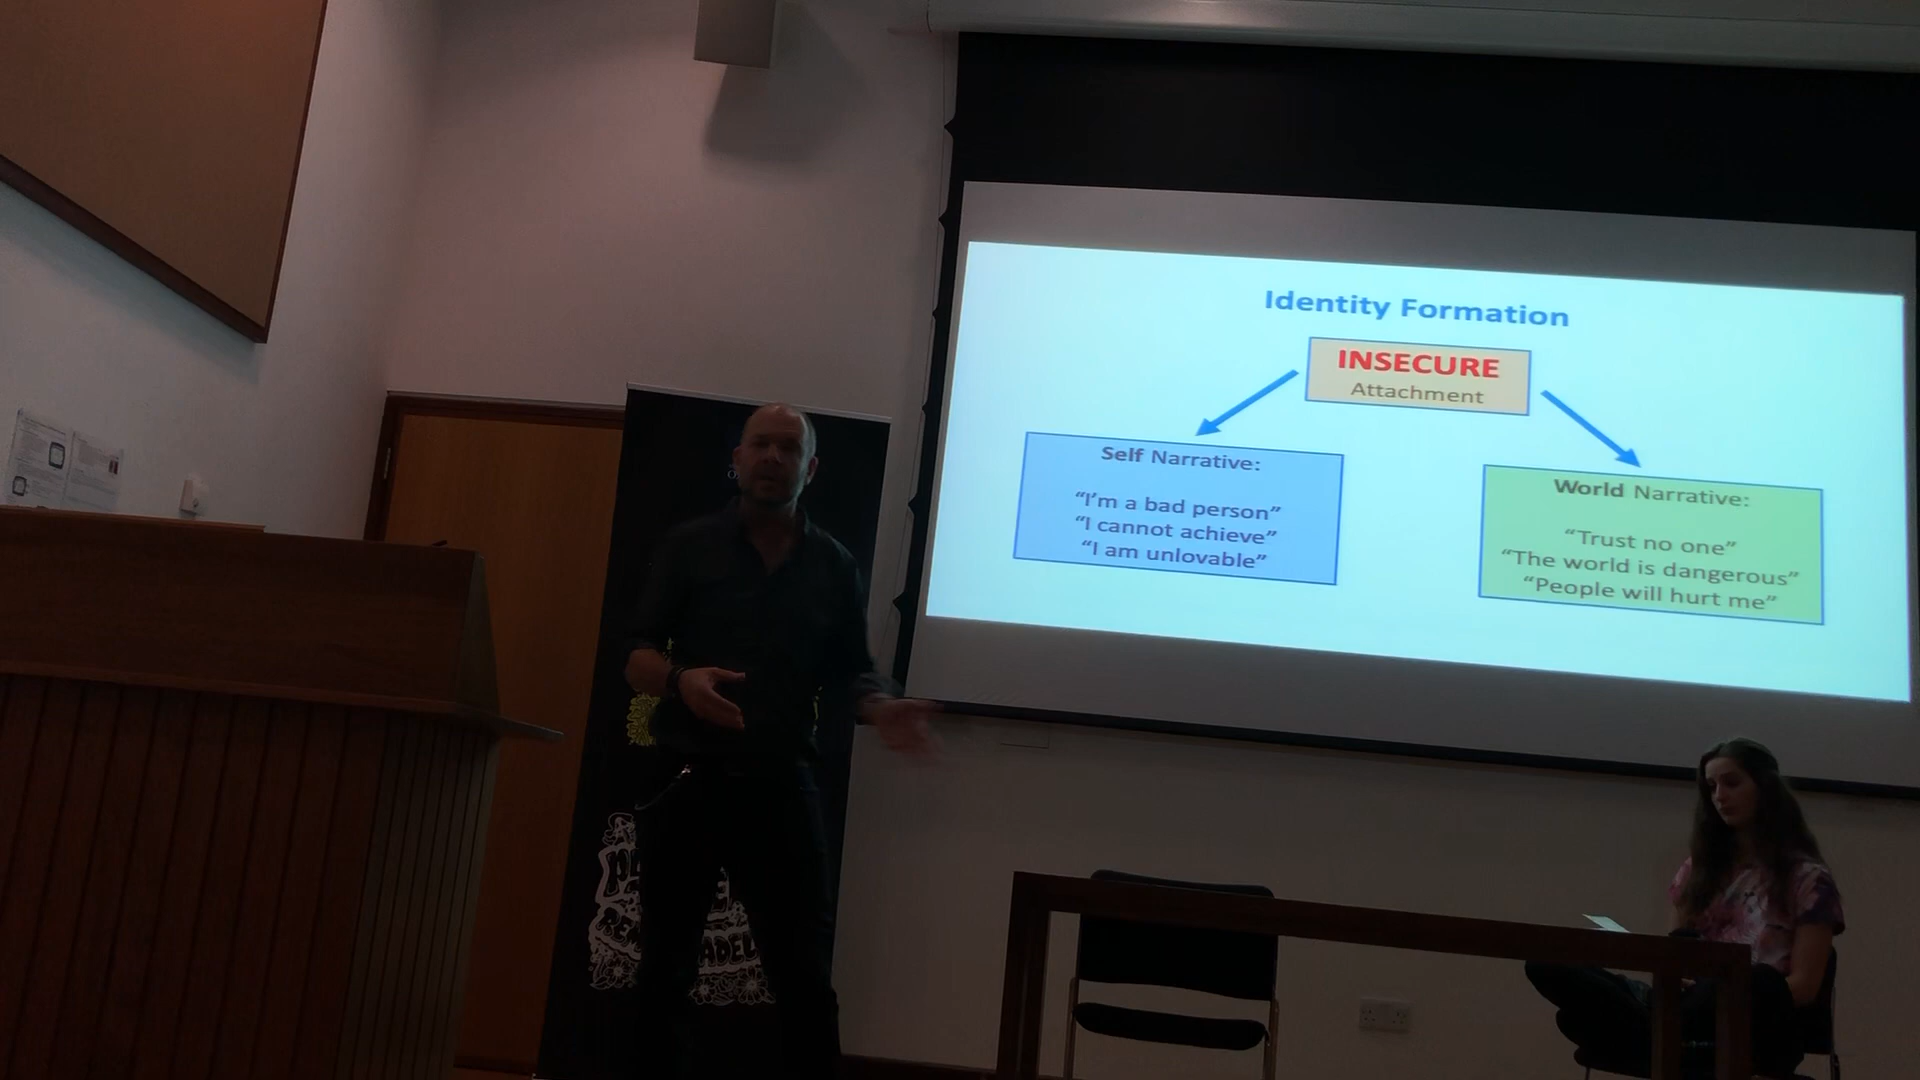 Identity Formation
INSECURE
Attachment
Self Narrative:
“I’m a bad person”
“I cannot achieve”
“I am unlovable”
World Narrative:
“Trust no one”
“The world is dangerous”
“People will hurt me”